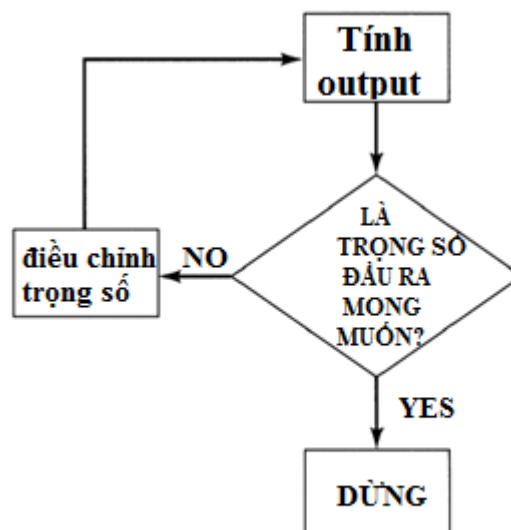 Tính
output
LÀ
TRỌNG SỐ
ĐẦU RA
MONG
MUỐN?
NO
điều chỉnh
trọng số
YES
DỪNG